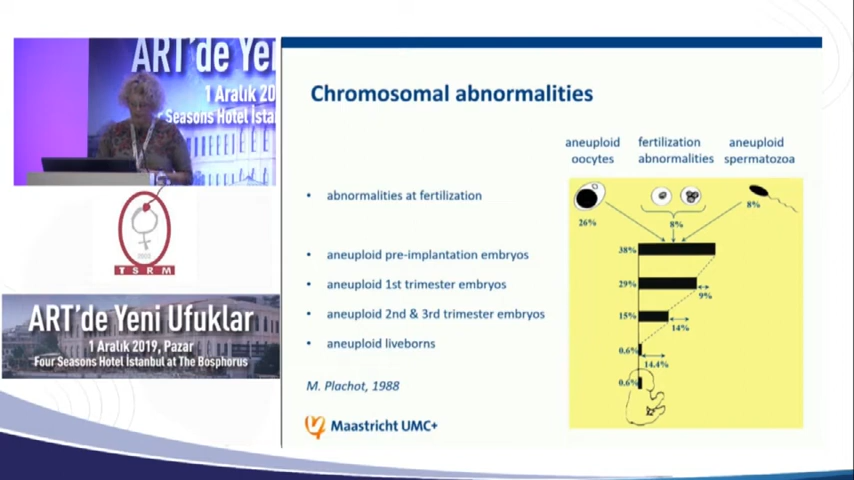 ART'de Yeni
1 Aralık 20
r Seasons Hotel İsta
TSRM
ART'de Yeni Ufuklar
1 Aralık 2019, Pazar
Four Seasons Hotel İstanbul at The Bosphorus
Chromosomal abnormalities
aneuploid
oocytes
fertilization
abnormalities
aneuploid
spermatozoa
• abnormalities at fertilization
• aneuploid pre-implantation embryos
• aneuploid 1st trimester embryos
• aneuploid 2nd & 3rd trimester embryos
• aneuploid liveborns
M. Plachot, 1988
Maastricht UMC+
26%
8%
8%
38%
29%
9%
15%
14%
0.6%
14.4%
0.6%